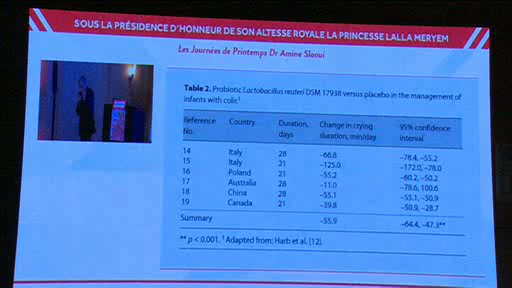 SOUS LA PRÉSIDENCE D'HONNEUR DE SON ALTESSE ROYALE LA PRINCESSE LALLA MERYEM
Les Journées de Printemps Dr Amine Slaoui
Table 2. Probiotic Lactobacillus reuteri DSM 17938 versus placebo in the management of
infants with colic¹
Reference No. Country Duration, days Change in crying duration, min/day 95% confidence interval
14 Italy 28 –66.8 –78.4, –55.2
15 Italy 21 –125.0 –172.0, –78.0
16 Poland 21 –55.2 –60.2, –50.2
17 Australia 28 –11.0 –78.6, 100.6
18 China 28 –55.1 –55.1, –50.9
19 Canada 21 –39.8 –50.9, –28.7
Summary –55.9 –64.4, –47.3**
** p < 0.001. ¹ Adapted from: Harb et al. [12].